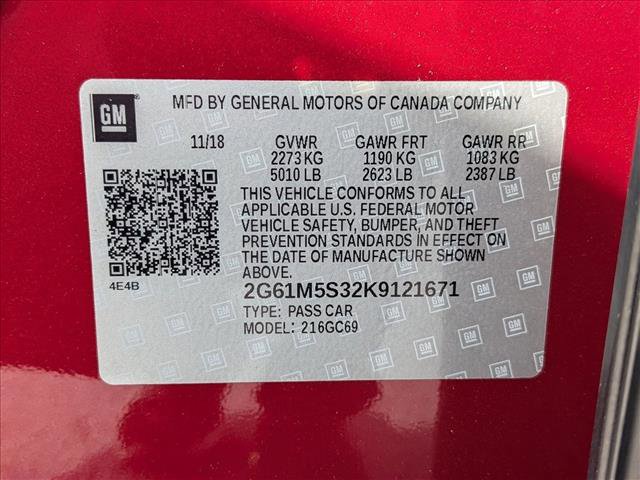 GM
MFD BY GENERAL MOTORS OF CANADA COMPANY
11/18 GVWR GAWR FRT GAWR RR
2273 KG 1190 KG 1083 KG
5010 LB 2623 LB 2387 LB
THIS VEHICLE CONFORMS TO ALL
APPLICABLE U.S. FEDERAL MOTOR
VEHICLE SAFETY, BUMPER, AND THEFT
PREVENTION STANDARDS IN EFFECT ON
THE DATE OF MANUFACTURE SHOWN
ABOVE.
4E4B
2G61M5S32K9121671
TYPE: PASS CAR
MODEL: 216GC69